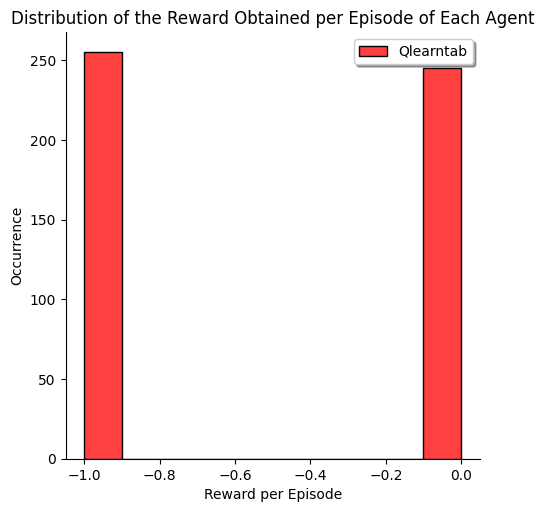 Distribution of the Reward Obtained per Episode of Each Agent
Qlearntab
250
200
150
100
50
0
Occurrence
−1.0 −0.8 −0.6 −0.4 −0.2 0.0
Reward per Episode